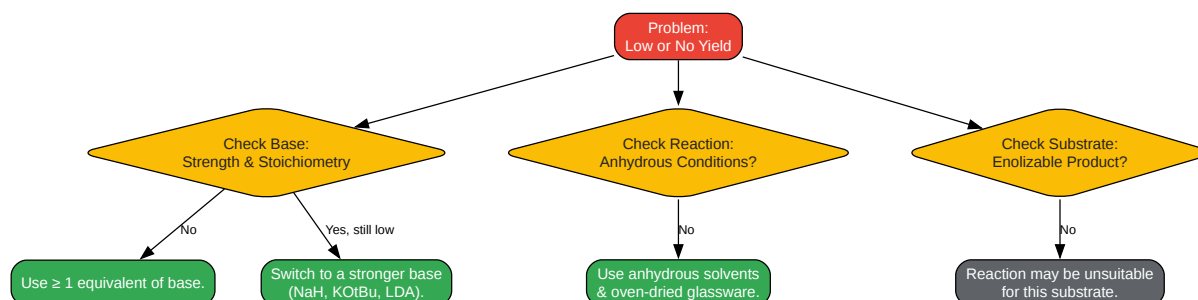 Problem:
Low or No Yield
Check Base:
Strength & Stoichiometry
Check Reaction:
Anhydrous Conditions?
Check Substrate:
Enolizable Product?
No
Yes, still low
No
No
Use ≥ 1 equivalent of base.
Switch to a stronger base
(NaH, KOtBu, LDA).
Use anhydrous solvents
& oven-dried glassware.
Reaction may be unsuitable
for this substrate.